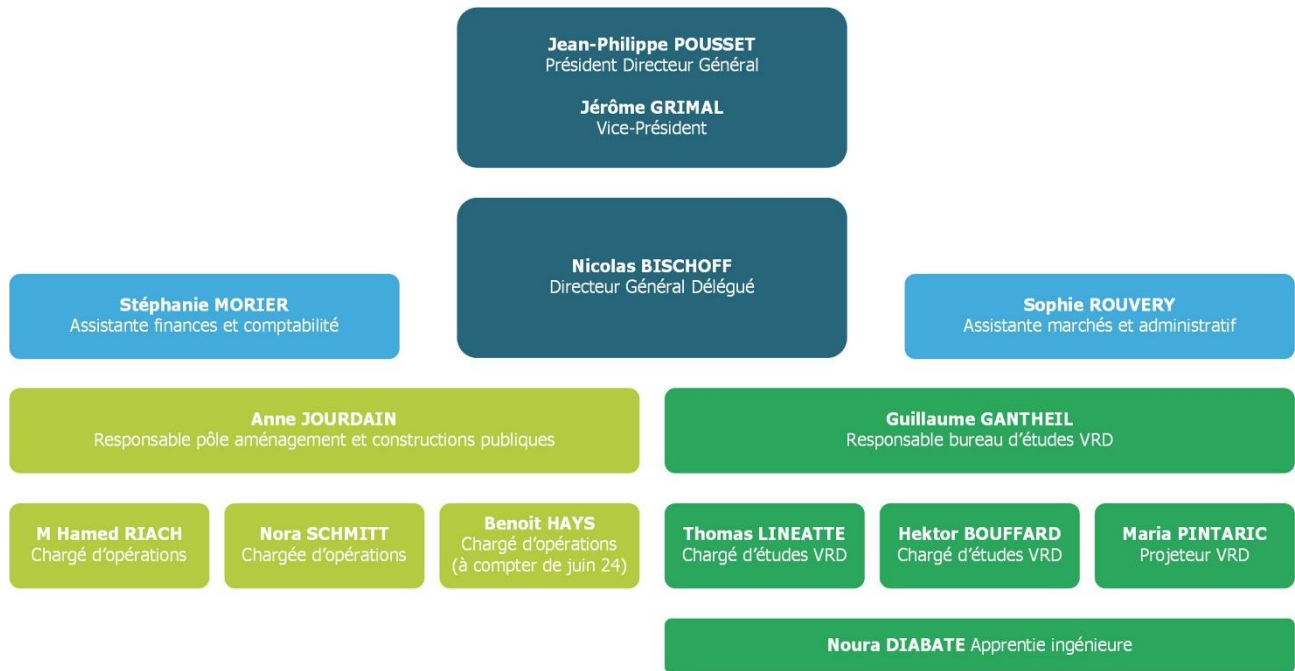 Jean-Philippe POUSSET
Président Directeur Général
Jérôme GRIMAL
Vice-Président
Nicolas BISCHOFF
Directeur Général Délégué
Stéphanie MORIER
Assistante finances et comptabilité
Sophie ROUVERY
Assistante marchés et administratif
Anne JOURDAIN
Responsable pôle aménagement et constructions publiques
Guillaume GANTHEIL
Responsable bureau d'études VRD
M Hamed RIACH
Chargé d'opérations
Nora SCHMITT
Chargée d'opérations
Benoit HAYS
Chargé d'opérations
(à compter de juin 24)
Thomas LINEATTE
Chargé d'études VRD
Hektor BOUFFARD
Chargé d'études VRD
Maria PINTARIC
Projeteur VRD
Noura DIABATE Apprentie ingénieure